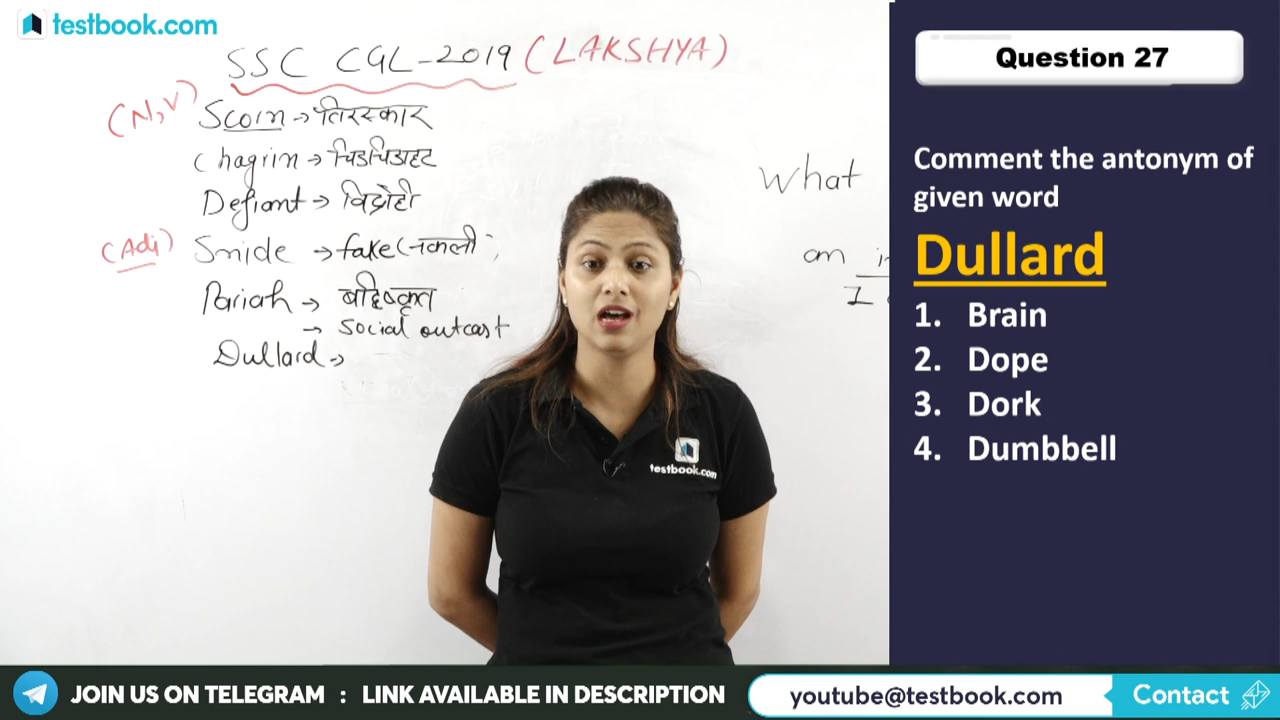 testbook.com
SSC CGL-2019 (LAKSHYA)
(N,V) Scorn → तिरस्कार
Chagrin → चिडचिडाहट
Defiant → विद्रोही
(Adj) Snide → fake (नकली)
Pariah → बहिष्कृत
→ social outcast
Dullard →
What
an
I
testbook.com
Question 27
Comment the antonym of
given word
Dullard
1. Brain
2. Dope
3. Dork
4. Dumbbell
JOIN US ON TELEGRAM : LINK AVAILABLE IN DESCRIPTION
youtube@testbook.com
Contact